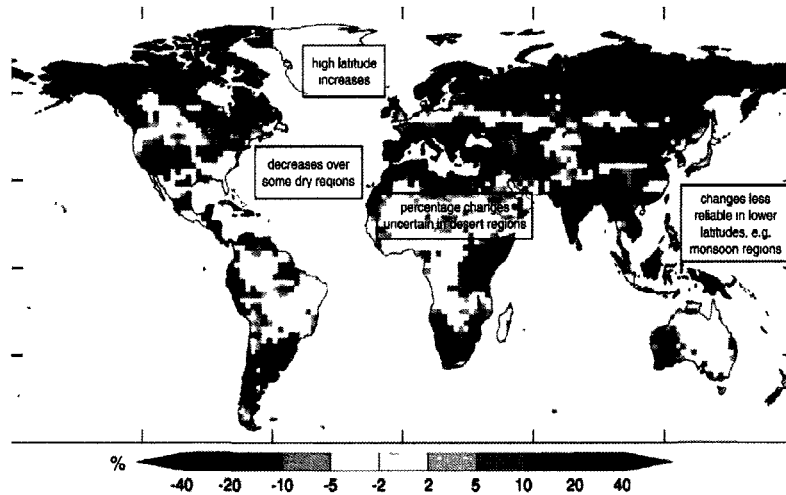 high latitude
increases
decreases over
some dry regions
percentage changes
uncertain in desert regions
changes less
reliable in lower
latitudes, e.g.
monsoon regions
% -40 -20 -10 -5 -2 2 5 10 20 40